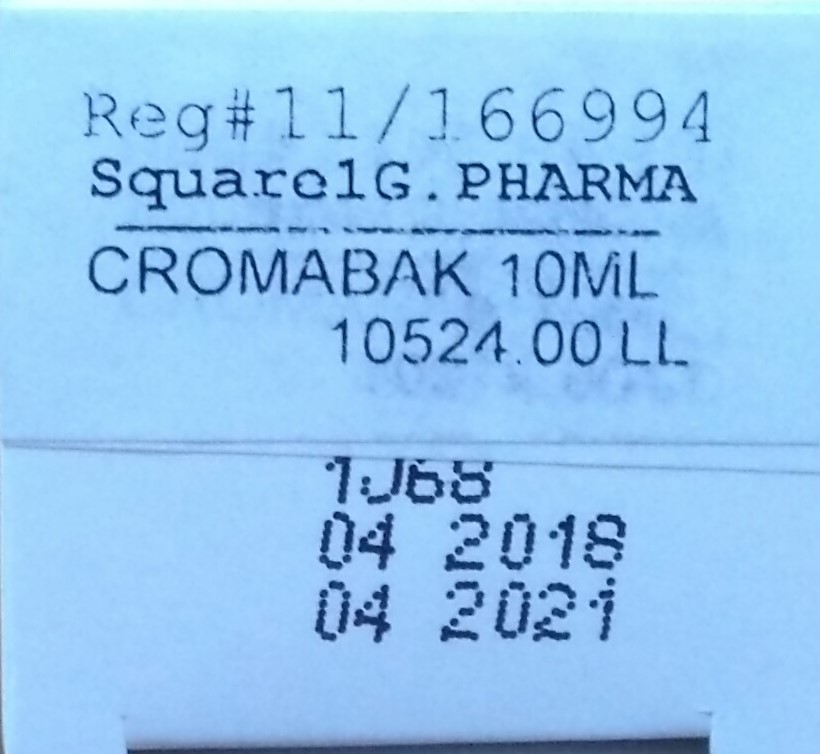 Reg#11/166994
Square1G.PHARMA
CROMABAK 10ML
10524.00 LL
1J68
04 2018
04 2021